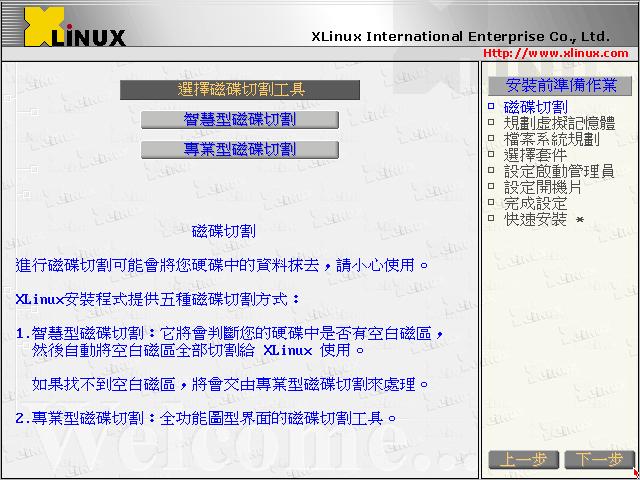 XLINUX
XLinux International Enterprise Co., Ltd.
Http://www.xlinux.com
選擇磁碟切割工具
智慧型磁碟切割
專業型磁碟切割
磁碟切割
進行磁碟切割可能會將您硬碟中的資料抹去，請小心使用。
XLinux安裝程式提供五種磁碟切割方式：
1.智慧型磁碟切割：它將會判斷您的硬碟中是否有空白磁區，
然後自動將空白磁區全部切割給 XLinux 使用。
如果找不到空白磁區，將會交由專業型磁碟切割來處理。
2.專業型磁碟切割：全功能圖型界面的磁碟切割工具。
Welcome...
安裝前準備作業
磁碟切割
規劃虛擬記憶體
檔案系統規劃
選擇套件
設定啟動管理員
設定開機片
完成設定
快速安裝 *
上一步
下一步